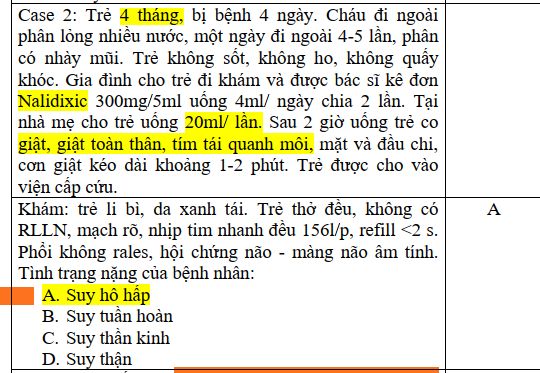 Case 2: Trẻ 4 tháng, bị bệnh 4 ngày. Cháu đi ngoài
phân lỏng nhiều nước, một ngày đi ngoài 4-5 lần, phân
có nhày mũi. Trẻ không sốt, không ho, không quấy
khóc. Gia đình cho trẻ đi khám và được bác sĩ kê đơn
Nalidixic 300mg/5ml uống 4ml/ ngày chia 2 lần. Tại
nhà mẹ cho trẻ uống 20ml/ lần. Sau 2 giờ uống trẻ co
giật, giật toàn thân, tím tái quanh môi, mặt và đầu chi,
cơn giật kéo dài khoảng 1-2 phút. Trẻ được cho vào
viện cấp cứu.
Khám: trẻ li bì, da xanh tái. Trẻ thở đều, không có
RLLN, mạch rõ, nhịp tim nhanh đều 156l/p, refill <2 s.
Phổi không rales, hội chứng não - màng não âm tính.
Tình trạng nặng của bệnh nhân:
A. Suy hô hấp
B. Suy tuần hoàn
C. Suy thần kinh
D. Suy thận
A